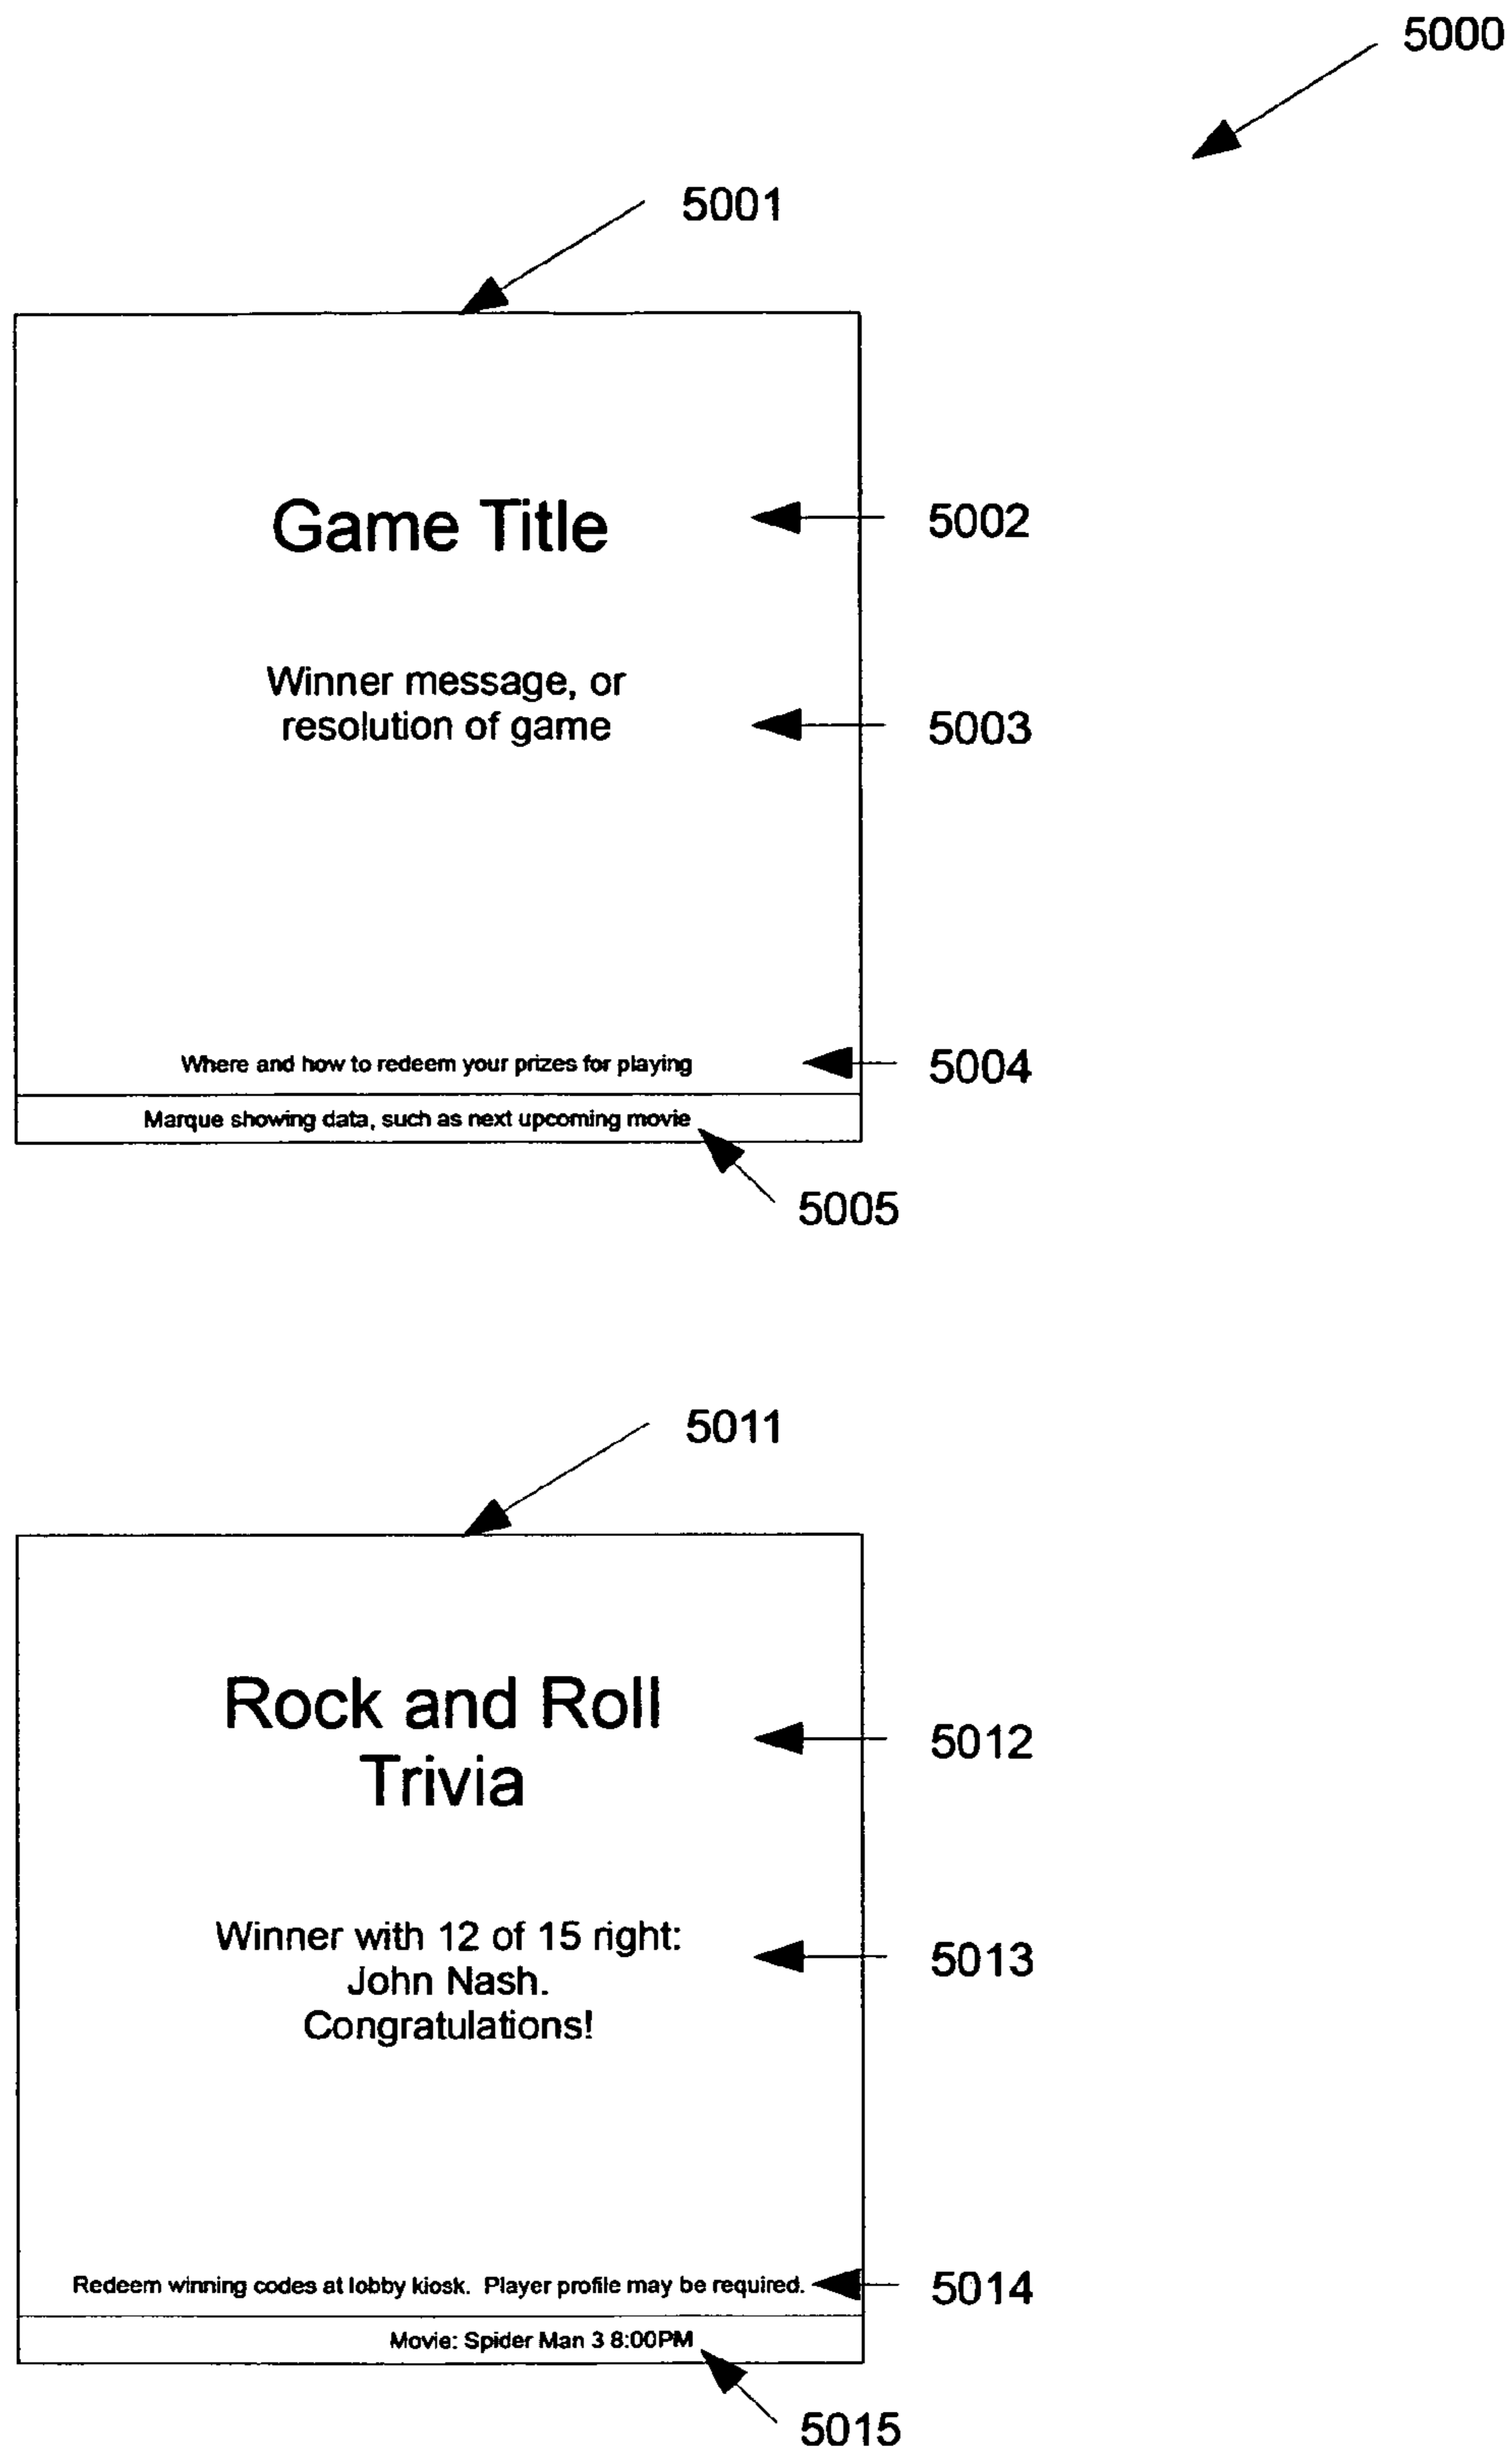 5000
5001
Game Title
5002
Winner message, or
resolution of game
5003
Where and how to redeem your prizes for playing
5004
Marque showing data, such as next upcoming movie
5005
5011
Rock and Roll
Trivia
5012
Winner with 12 of 15 right:
John Nash.
Congratulations!
5013
Redeem winning codes at lobby kiosk. Player profile may be required.
5014
Movie: Spider Man 3 8:00PM
5015